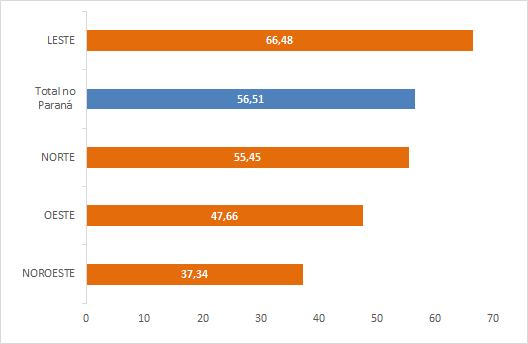 LESTE
66,48
Total no
Paraná
56,51
NORTE
55,45
OESTE
47,66
NOROESTE
37,34
0 10 20 30 40 50 60 70